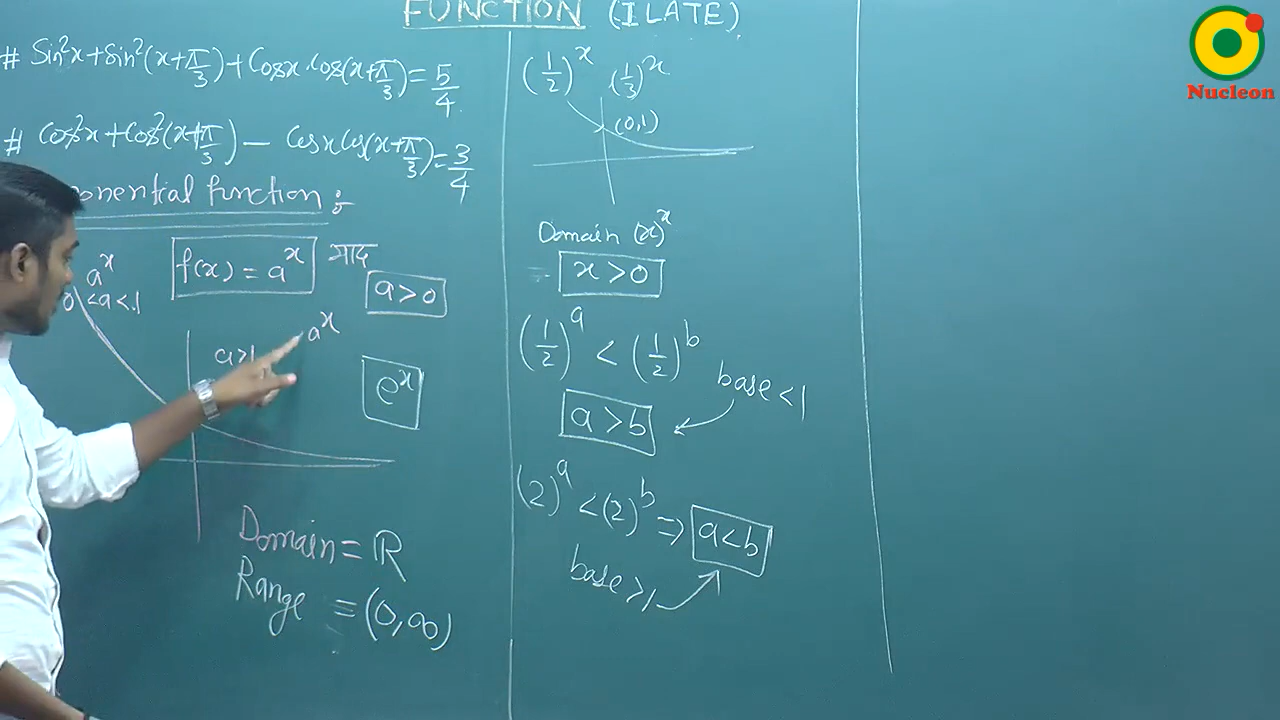 FUNCTION (ILATE)
# Sin²x + Sin²(x+π/3) + Cosx.Cos(x+π/3) = 5/4.
# Cos²x + Cos²(x+π/3) − Cosx Cos(x+π/3) = 3/4
onential function :-
f(x) = a^x
a > 0
a^x
0 < a < 1
a^x
a > 1
e^x
Domain = ℝ
Range = (0, ∞)
(1/2)^x (1/3)^x
(0,1)
Domain (x)^x
= x > 0
(1/2)^a < (1/2)^b
base < 1
a > b
(2)^a < (2)^b ⇒ a < b
base > 1
Nucleon